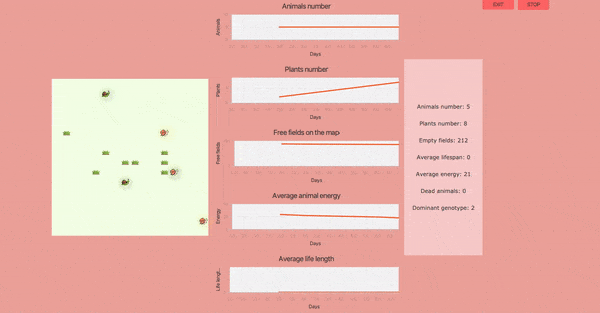 EXIT
STOP
Animals number
Animals
Days
Plants number
Plants
Days
Free fields on the map
Free fields
Days
Average animal energy
Energy
Days
Average life length
Life lengt...
Days
Animals number: 5
Plants number: 8
Empty fields: 212
Average lifespan: 0
Average energy: 21
Dead animals: 0
Dominant genotype: 2